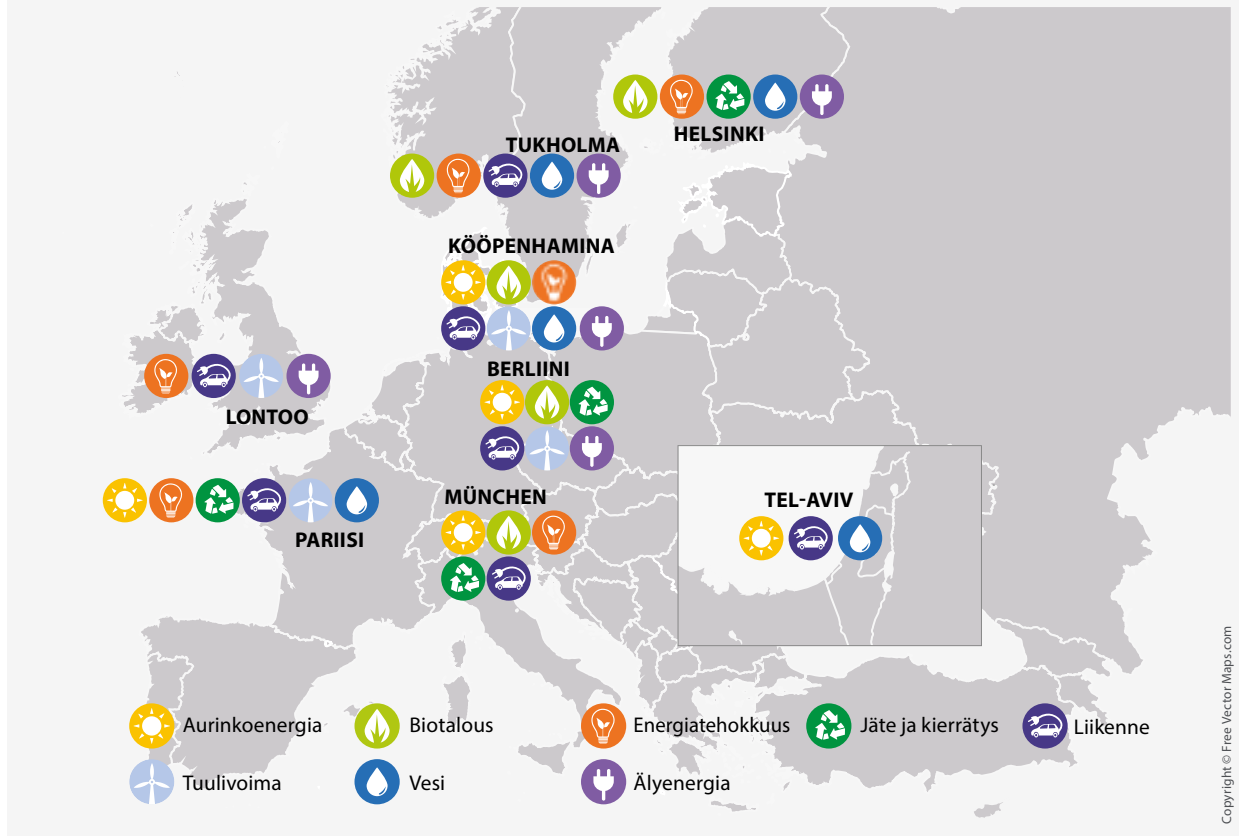 HELSINKI
TUKHOLMA
KÖÖPENHAMINA
BERLIINI
LONTOO
MÜNCHEN
TEL-AVIV
PARIISI
Aurinkoenergia
Biotalous
Energiatehokkuus
Jäte ja kierrätys
Liikenne
Tuulivoima
Vesi
Älyenergia
Copyright © Free Vector Maps.com